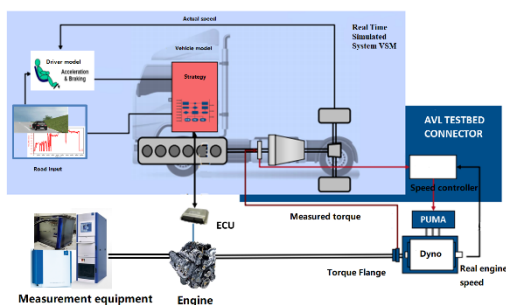 Actual speed
Real Time
Simulated
System VSM
Vehicle model
Driver model
Acceleration
& Braking
Strategy
Road Input
AVL TESTBED
CONNECTOR
Speed controller
Measured torque
PUMA
ECU
Dyno
Torque Flange
Real engine
speed
Measurement equipment
Engine